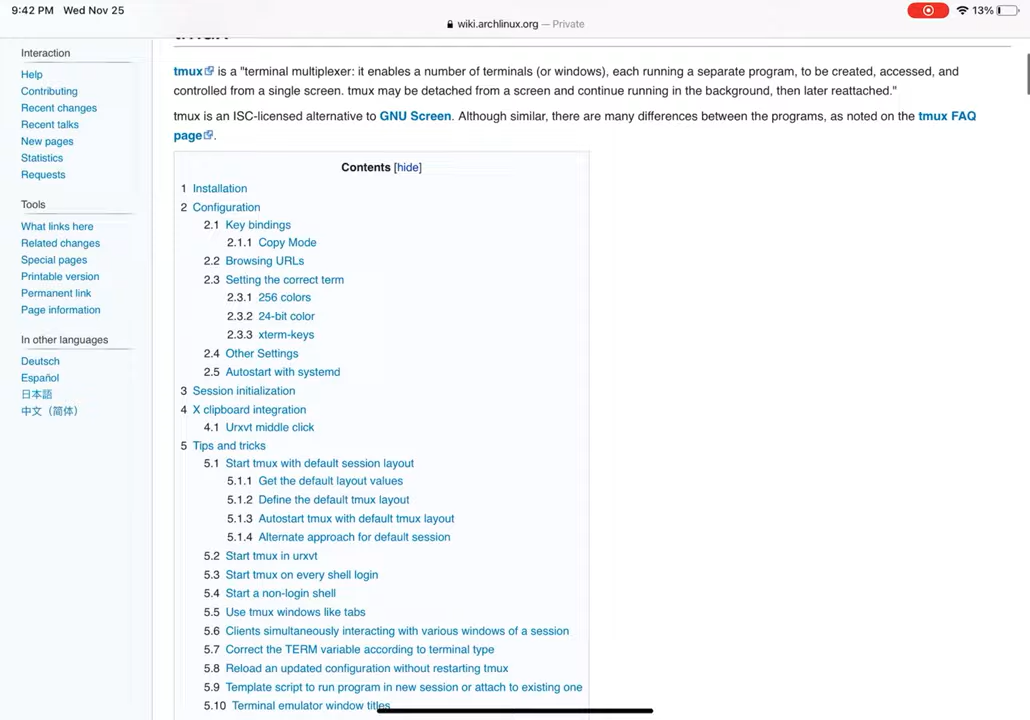 9:42 PM Wed Nov 25
wiki.archlinux.org — Private
13%
Interaction
Help
Contributing
Recent changes
Recent talks
New pages
Statistics
Requests
Tools
What links here
Related changes
Special pages
Printable version
Permanent link
Page information
In other languages
Deutsch
Español
日本語
中文（简体）
tmux is a "terminal multiplexer: it enables a number of terminals (or windows), each running a separate program, to be created, accessed, and
controlled from a single screen. tmux may be detached from a screen and continue running in the background, then later reattached."
tmux is an ISC-licensed alternative to GNU Screen. Although similar, there are many differences between the programs, as noted on the tmux FAQ
page.
Contents [hide]
1 Installation
2 Configuration
2.1 Key bindings
2.1.1 Copy Mode
2.2 Browsing URLs
2.3 Setting the correct term
2.3.1 256 colors
2.3.2 24-bit color
2.3.3 xterm-keys
2.4 Other Settings
2.5 Autostart with systemd
3 Session initialization
4 X clipboard integration
4.1 Urxvt middle click
5 Tips and tricks
5.1 Start tmux with default session layout
5.1.1 Get the default layout values
5.1.2 Define the default tmux layout
5.1.3 Autostart tmux with default tmux layout
5.1.4 Alternate approach for default session
5.2 Start tmux in urxvt
5.3 Start tmux on every shell login
5.4 Start a non-login shell
5.5 Use tmux windows like tabs
5.6 Clients simultaneously interacting with various windows of a session
5.7 Correct the TERM variable according to terminal type
5.8 Reload an updated configuration without restarting tmux
5.9 Template script to run program in new session or attach to existing one
5.10 Terminal emulator window titles